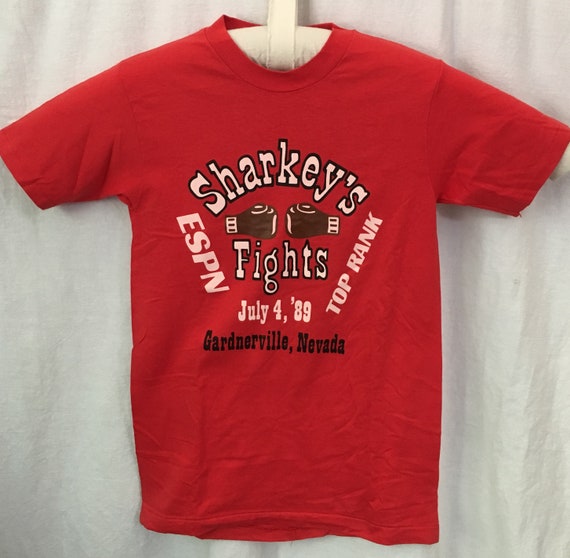 Sharkey's
ESPN
Fights
TOP RANK
July 4, '89
Gardnerville, Nevada